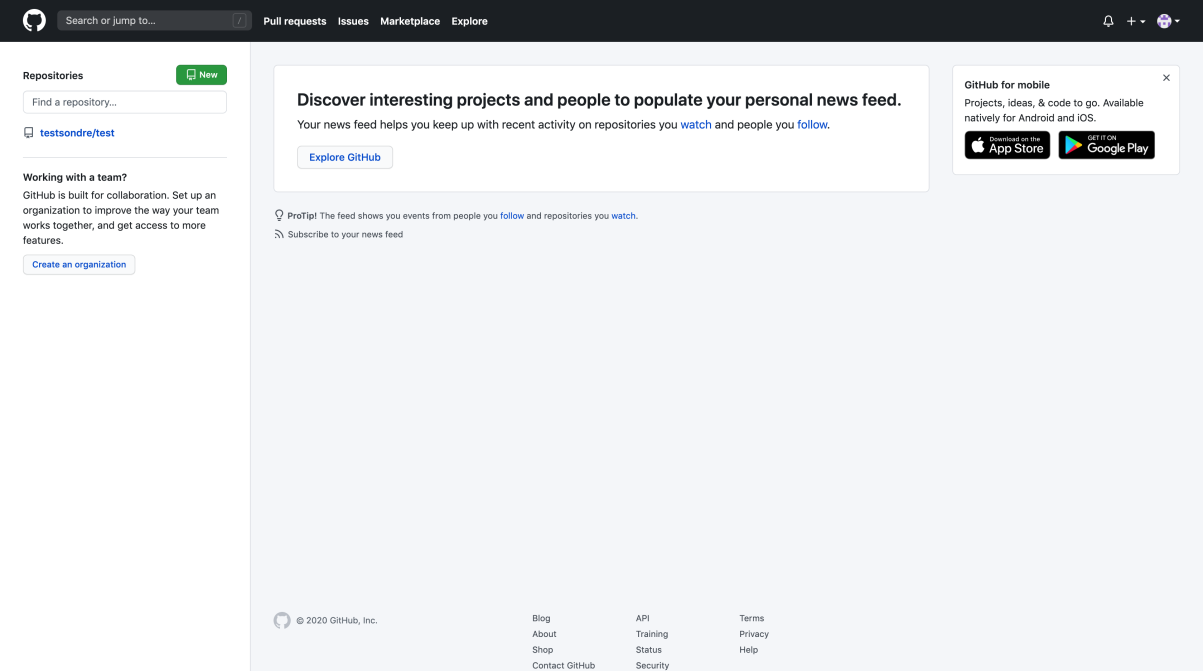 Search or jump to...
/
Pull requests
Issues
Marketplace
Explore
Repositories
New
Find a repository...
testsondre/test
Working with a team?
GitHub is built for collaboration. Set up an
organization to improve the way your team
works together, and get access to more
features.
Create an organization
Discover interesting projects and people to populate your personal news feed.
Your news feed helps you keep up with recent activity on repositories you watch and people you follow.
Explore GitHub
ProTip! The feed shows you events from people you follow and repositories you watch.
Subscribe to your news feed
GitHub for mobile
Projects, ideas, & code to go. Available
natively for Android and iOS.
Download on the
App Store
GET IT ON
Google Play
© 2020 GitHub, Inc.
Blog
About
Shop
Contact GitHub
API
Training
Status
Security
Terms
Privacy
Help